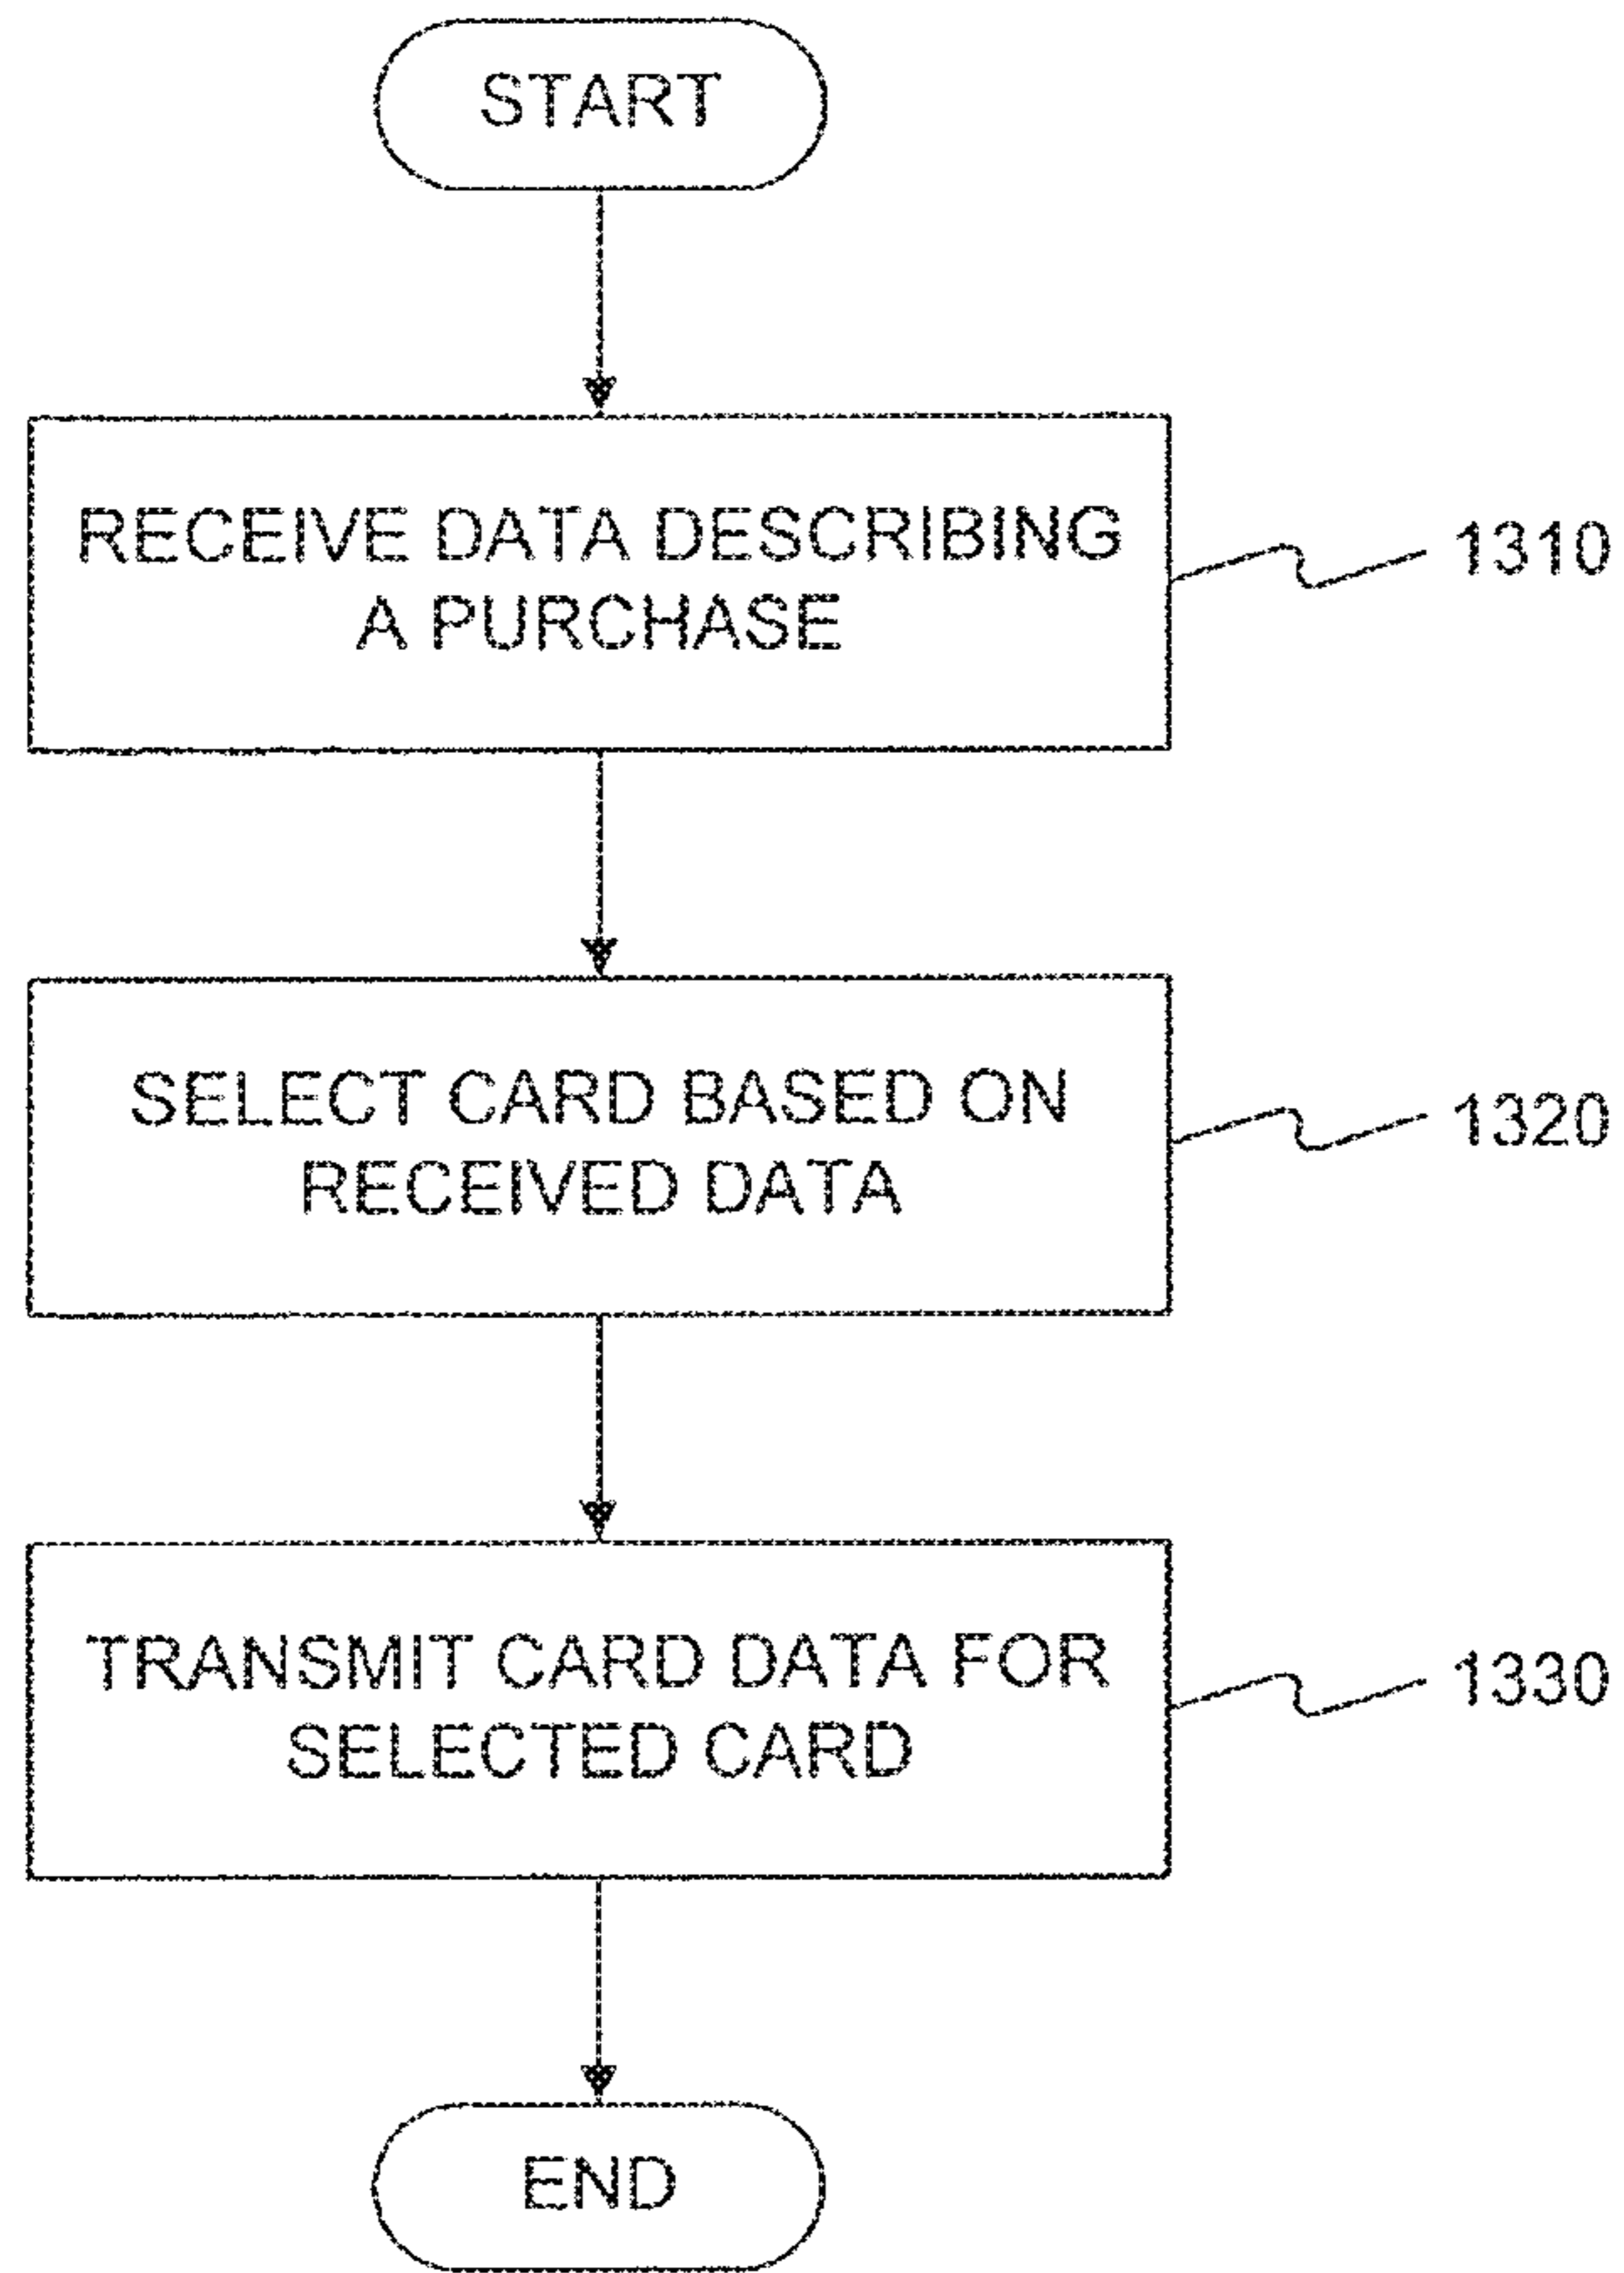 START
RECEIVE DATA DESCRIBING
A PURCHASE
1310
SELECT CARD BASED ON
RECEIVED DATA
1320
TRANSMIT CARD DATA FOR
SELECTED CARD
1330
END